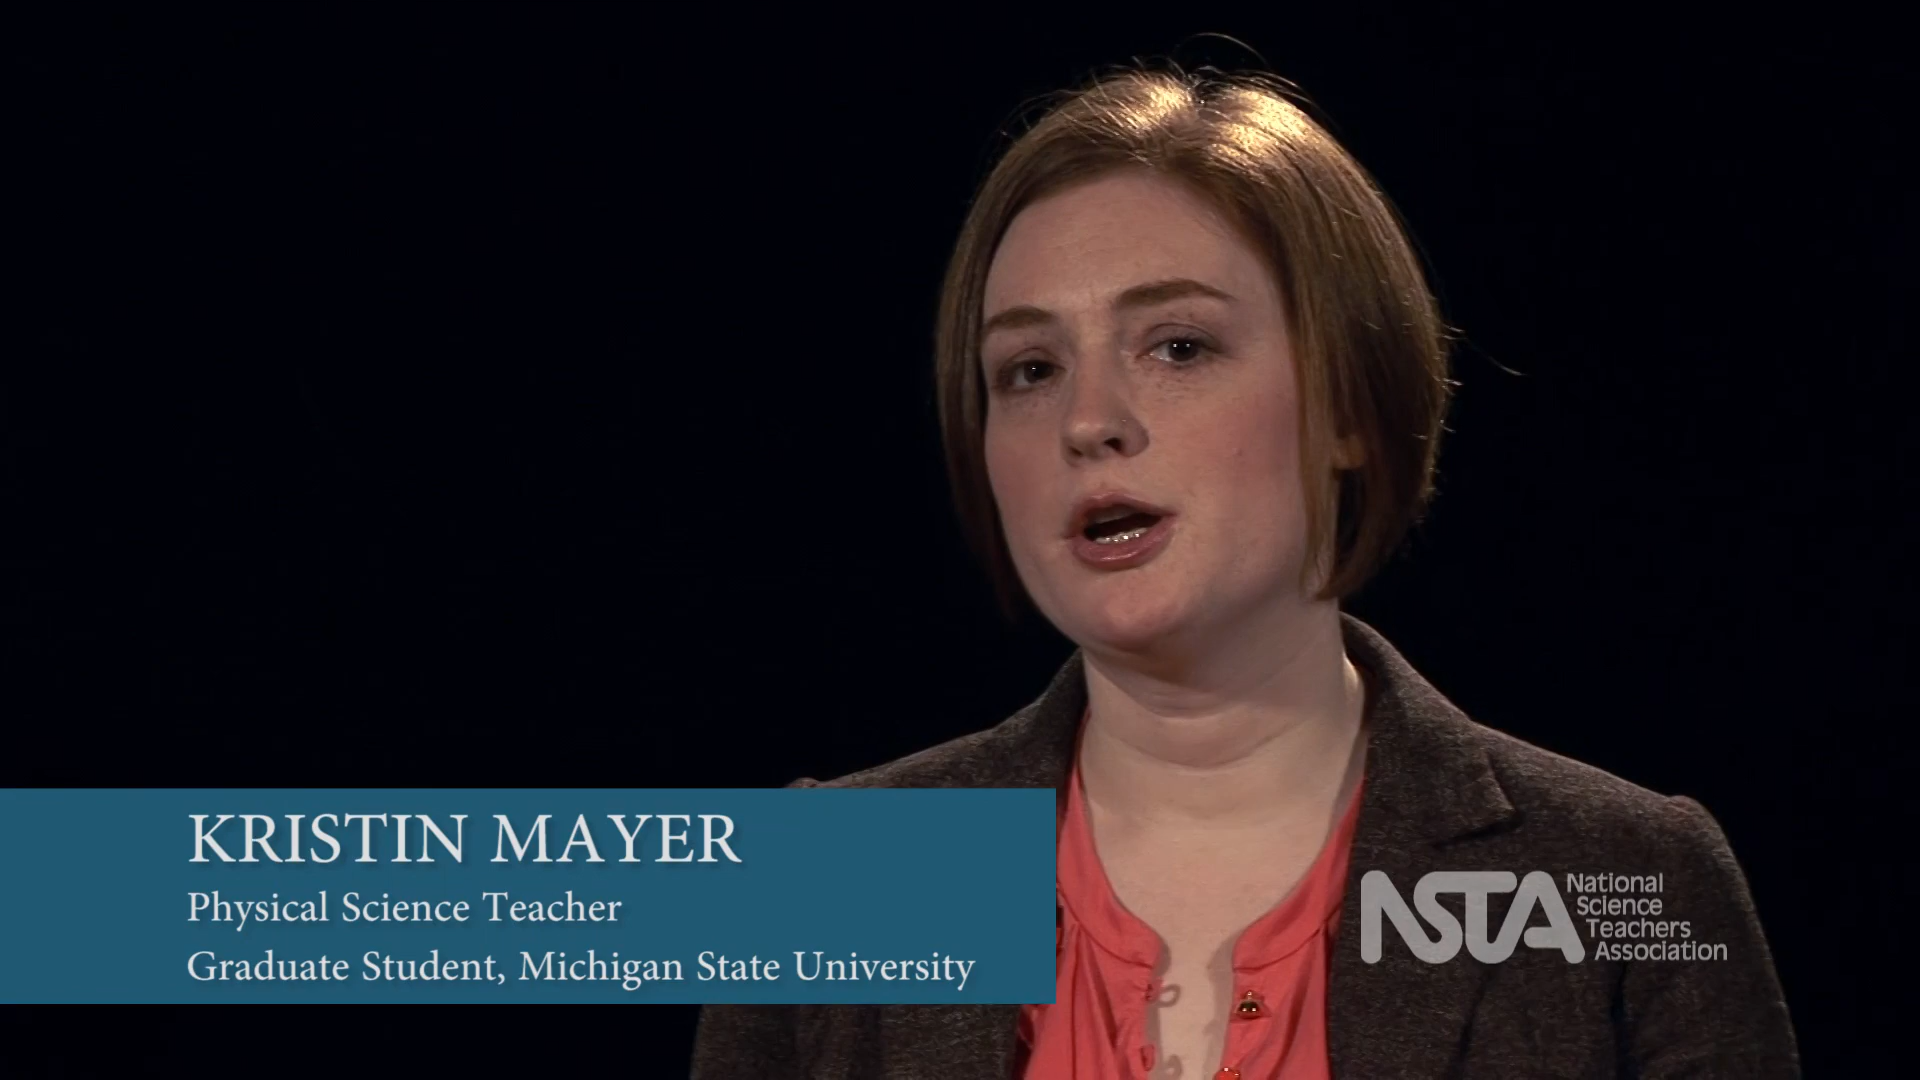 KRISTIN MAYER
Physical Science Teacher
Graduate Student, Michigan State University
NSTA
National
Science
Teachers
Association